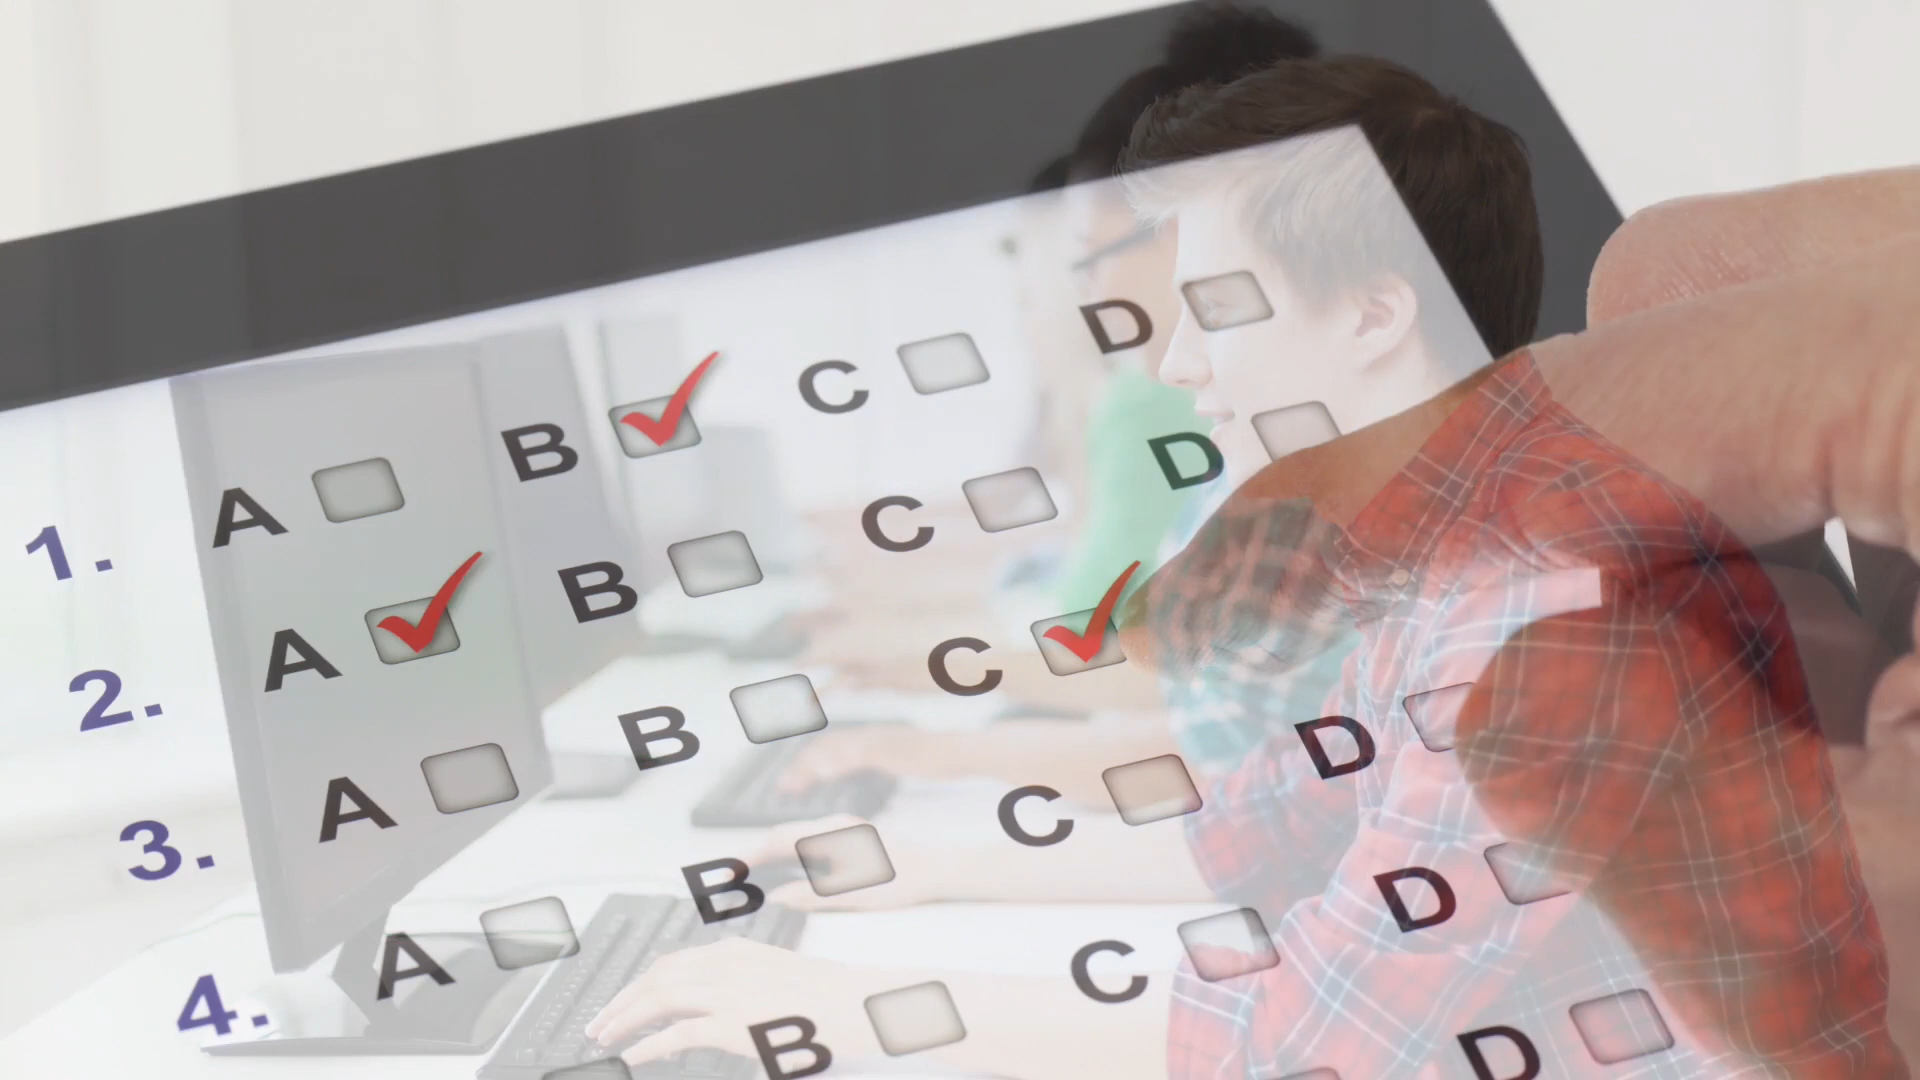 1. A B C D
2. A B C D
3. A B C
4. A B C D
B C D
D